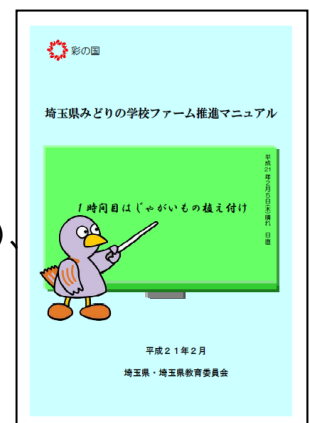 彩の国
埼玉県みどりの学校ファーム推進マニュアル
平成21年2月5日(木)晴れ 日直
1時間目はじゃがいもの植え付け
)、
平成21年2月
埼玉県・埼玉県教育委員会